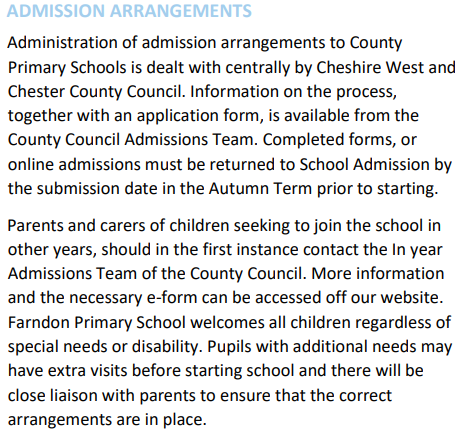 ADMISSION ARRANGEMENTS
Administration of admission arrangements to County
Primary Schools is dealt with centrally by Cheshire West and
Chester County Council. Information on the process,
together with an application form, is available from the
County Council Admissions Team. Completed forms, or
online admissions must be returned to School Admission by
the submission date in the Autumn Term prior to starting.
Parents and carers of children seeking to join the school in
other years, should in the first instance contact the In year
Admissions Team of the County Council. More information
and the necessary e-form can be accessed off our website.
Farndon Primary School welcomes all children regardless of
special needs or disability. Pupils with additional needs may
have extra visits before starting school and there will be
close liaison with parents to ensure that the correct
arrangements are in place.